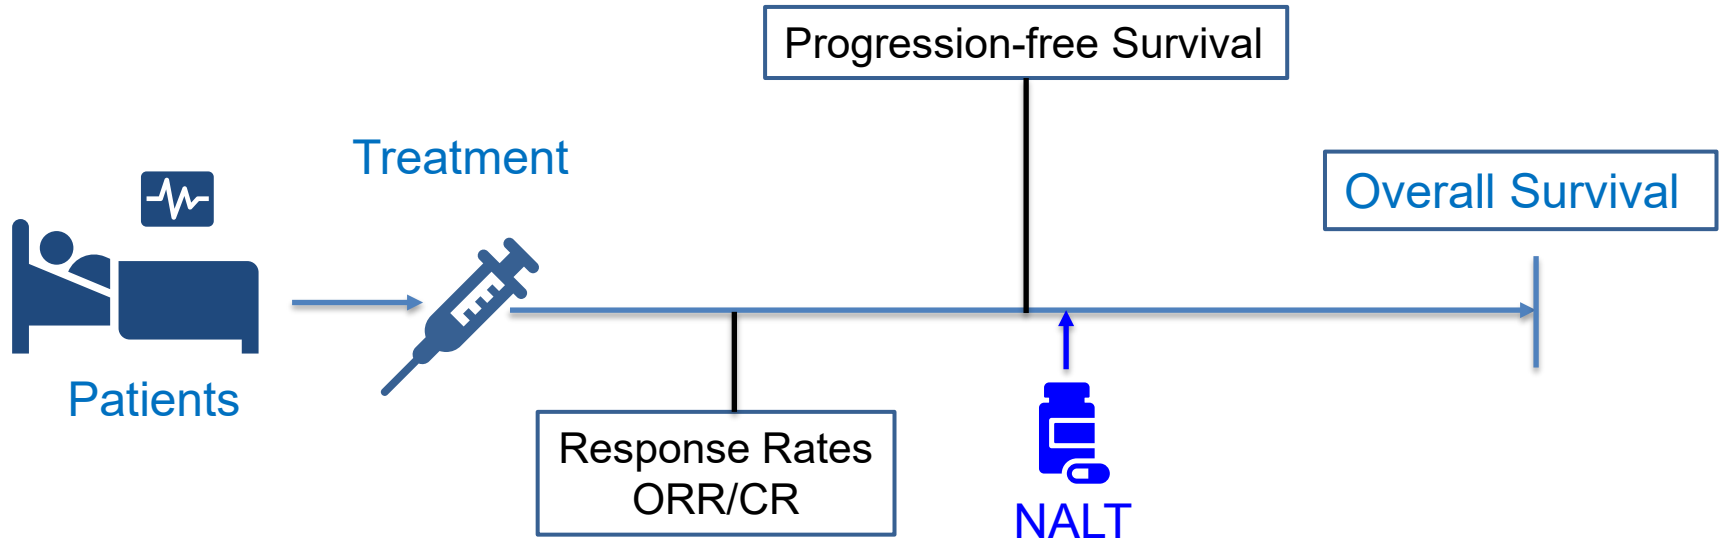 Progression-free Survival
Treatment
Overall Survival
Patients
Response Rates
ORR/CR
NALT